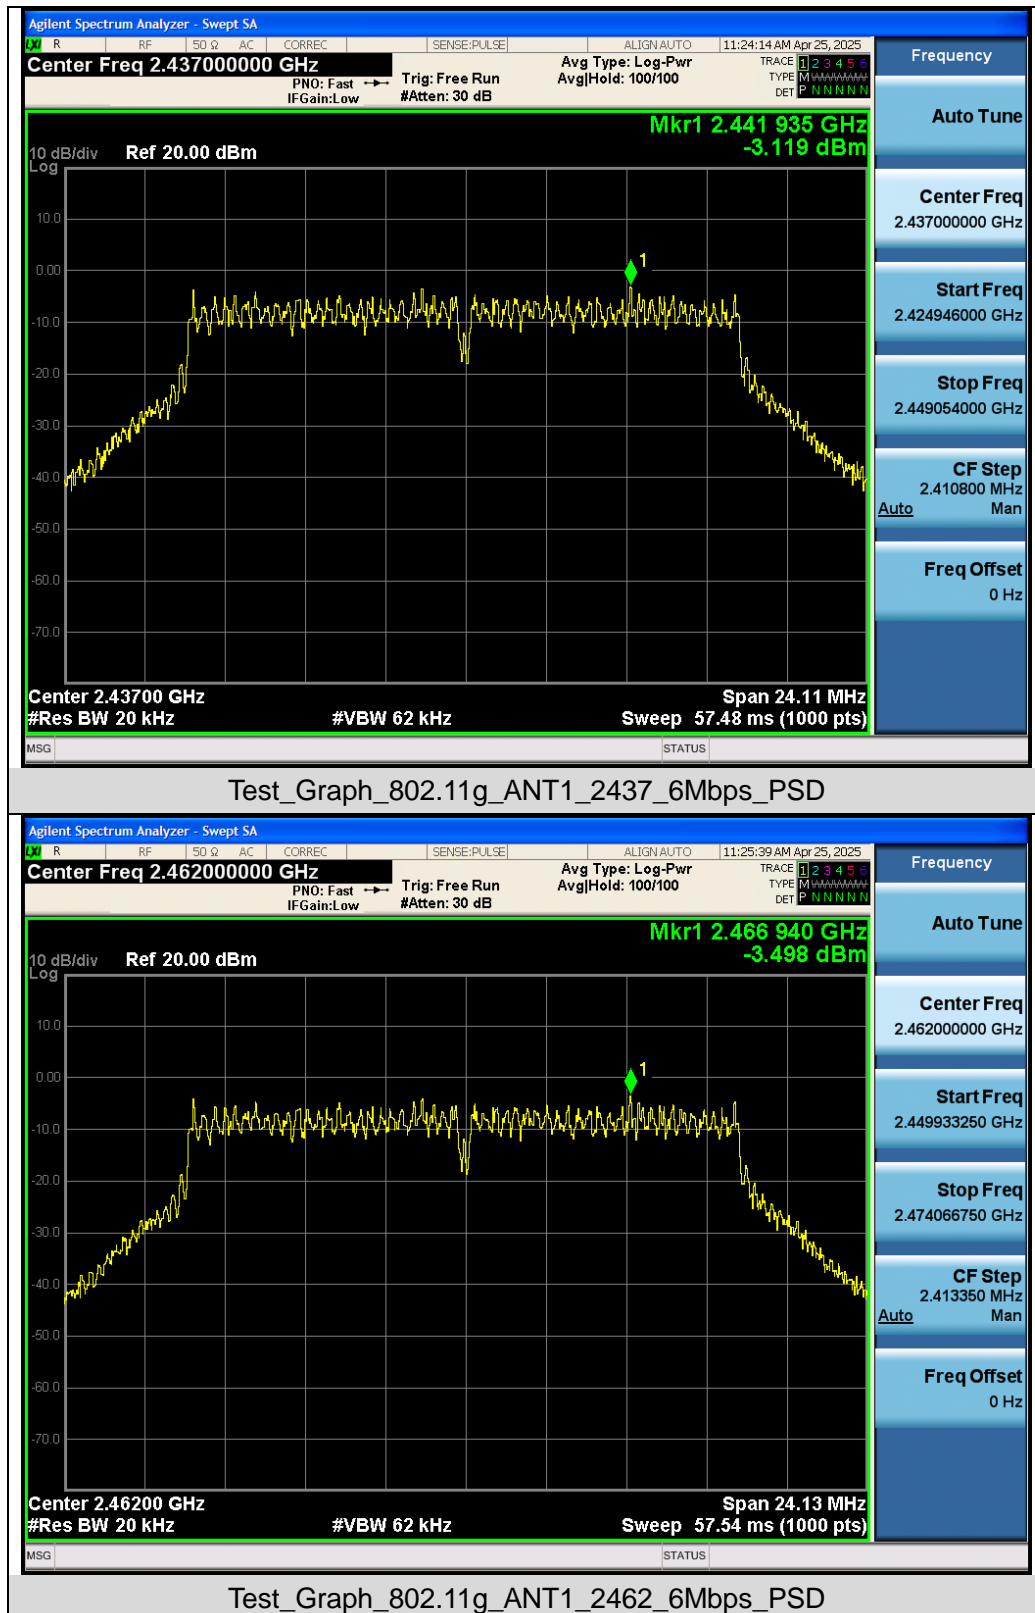 Agilent Spectrum Analyzer - Swept SA
LXI R RF 50 Ω AC CORREC SENSE:PULSE ALIGN AUTO 11:24:14 AM Apr 25, 2025
Center Freq 2.437000000 GHz
PNO: Fast
IFGain:Low
Trig: Free Run
#Atten: 30 dB
Avg Type: Log-Pwr
Avg|Hold: 100/100
TRACE 1 2 3 4 5 6
TYPE M
DET P N N N N N
Mkr1 2.441 935 GHz
-3.119 dBm
10 dB/div
Log
Ref 20.00 dBm
10.0
0.00
-10.0
-20.0
-30.0
-40.0
-50.0
-60.0
-70.0
1
Center 2.43700 GHz
Span 24.11 MHz
#Res BW 20 kHz
#VBW 62 kHz
Sweep 57.48 ms (1000 pts)
MSG
STATUS
Frequency
Auto Tune
Center Freq
2.437000000 GHz
Start Freq
2.424946000 GHz
Stop Freq
2.449054000 GHz
CF Step
2.410800 MHz
Auto Man
Freq Offset
0 Hz
Test_Graph_802.11g_ANT1_2437_6Mbps_PSD
Agilent Spectrum Analyzer - Swept SA
LXI R RF 50 Ω AC CORREC SENSE:PULSE ALIGN AUTO 11:25:39 AM Apr 25, 2025
Center Freq 2.462000000 GHz
PNO: Fast
IFGain:Low
Trig: Free Run
#Atten: 30 dB
Avg Type: Log-Pwr
Avg|Hold: 100/100
TRACE 1 2 3 4 5 6
TYPE M
DET P N N N N N
Mkr1 2.466 940 GHz
-3.498 dBm
10 dB/div
Log
Ref 20.00 dBm
10.0
0.00
-10.0
-20.0
-30.0
-40.0
-50.0
-60.0
-70.0
1
Center 2.46200 GHz
Span 24.13 MHz
#Res BW 20 kHz
#VBW 62 kHz
Sweep 57.54 ms (1000 pts)
MSG
STATUS
Frequency
Auto Tune
Center Freq
2.462000000 GHz
Start Freq
2.449933250 GHz
Stop Freq
2.474066750 GHz
CF Step
2.413350 MHz
Auto Man
Freq Offset
0 Hz
Test_Graph_802.11g_ANT1_2462_6Mbps_PSD